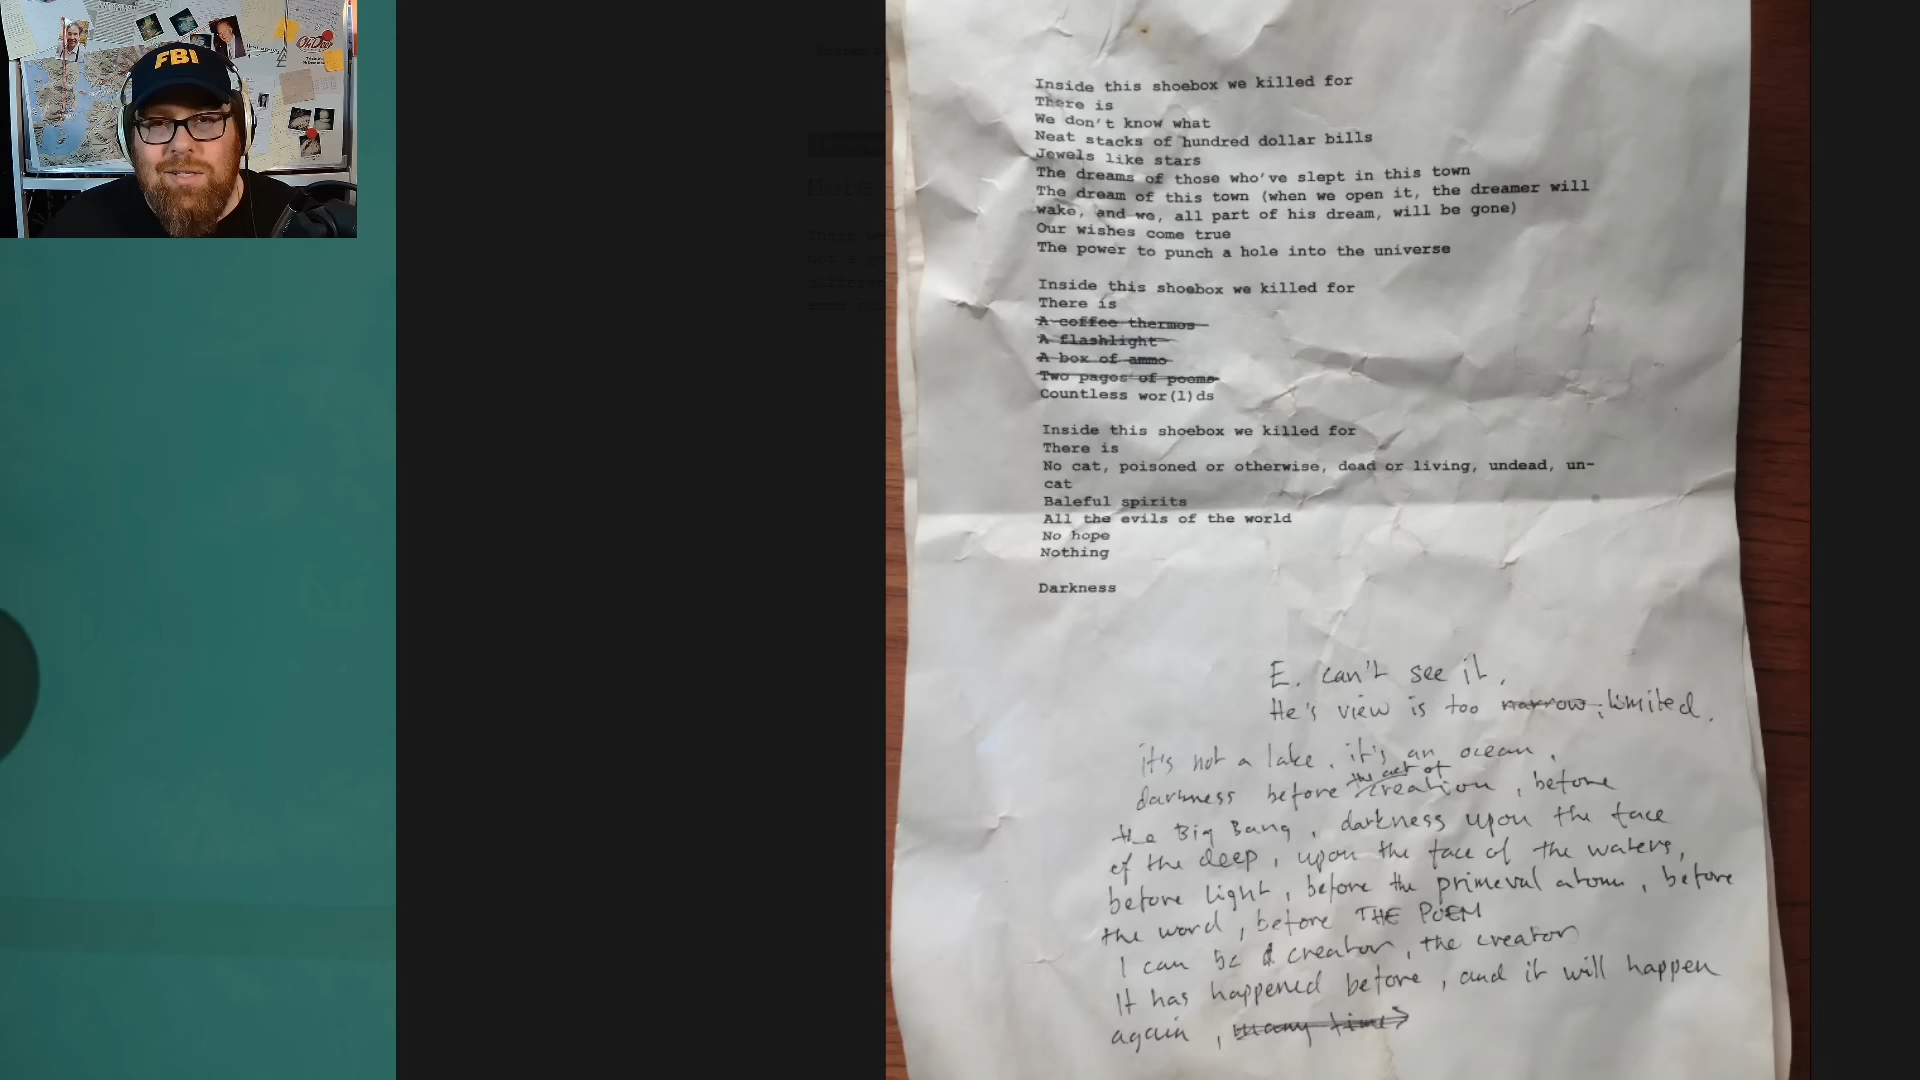 FBI
Oh Deer
Inside this shoebox we killed for
There is
We don't know what
Neat stacks of hundred dollar bills
Jewels like stars
The dreams of those who've slept in this town
The dream of this town (when we open it, the dreamer will
wake, and we, all part of his dream, will be gone)
Our wishes come true
The power to punch a hole into the universe
Inside this shoebox we killed for
There is
A coffee thermos
A flashlight
A box of ammo
Two pages of poems
Countless wor(l)ds
Inside this shoebox we killed for
There is
No cat, poisoned or otherwise, dead or living, undead, un-
cat
Baleful spirits
All the evils of the world
No hope
Nothing
Darkness
E. can't see it.
He's view is too narrow, limited.
it's not a lake, it's an ocean,
darkness before the act of creation, before
the Big Bang, darkness upon the face
of the deep, upon the face of the waters,
before light, before the primeval atom, before
the word, before THE POEM
I can be a creator, the creator
It has happened before, and it will happen
again, many times
More